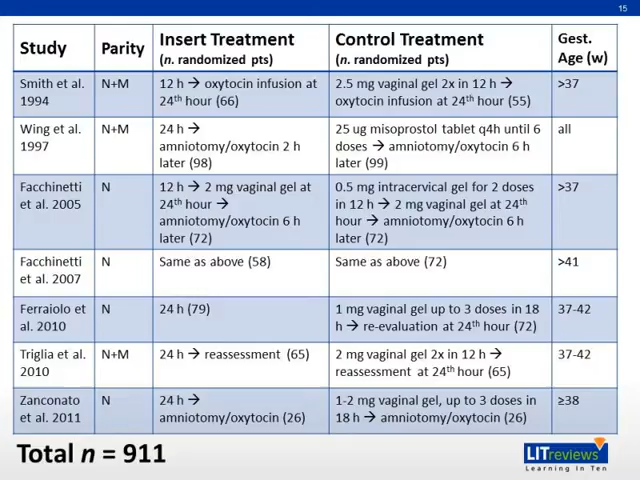 15
Study
Parity
Insert Treatment
(n. randomized pts)
Control Treatment
(n. randomized pts)
Gest.
Age (w)
Smith et al.
1994
N+M
12 h → oxytocin infusion at
24th hour (66)
2.5 mg vaginal gel 2x in 12 h →
oxytocin infusion at 24th hour (55)
>37
Wing et al.
1997
N+M
24 h →
amniotomy/oxytocin 2 h
later (98)
25 ug misoprostol tablet q4h until 6
doses → amniotomy/oxytocin 6 h
later (99)
all
Facchinetti
et al. 2005
N
12 h → 2 mg vaginal gel at
24th hour →
amniotomy/oxytocin 6 h
later (72)
0.5 mg intracervical gel for 2 doses
in 12 h → 2 mg vaginal gel at 24th
hour → amniotomy/oxytocin 6 h
later (72)
>37
Facchinetti
et al. 2007
N
Same as above (58)
Same as above (72)
>41
Ferraiolo et
al. 2010
N
24 h (79)
1 mg vaginal gel up to 3 doses in 18
h → re-evaluation at 24th hour (72)
37-42
Triglia et al.
2010
N+M
24 h → reassessment (65)
2 mg vaginal gel 2x in 12 h →
reassessment at 24th hour (65)
37-42
Zanconato
et al. 2011
N
24 h →
amniotomy/oxytocin (26)
1-2 mg vaginal gel, up to 3 doses in
18 h → amniotomy/oxytocin (26)
≥38
Total n = 911
LITreviews
Learning In Ten